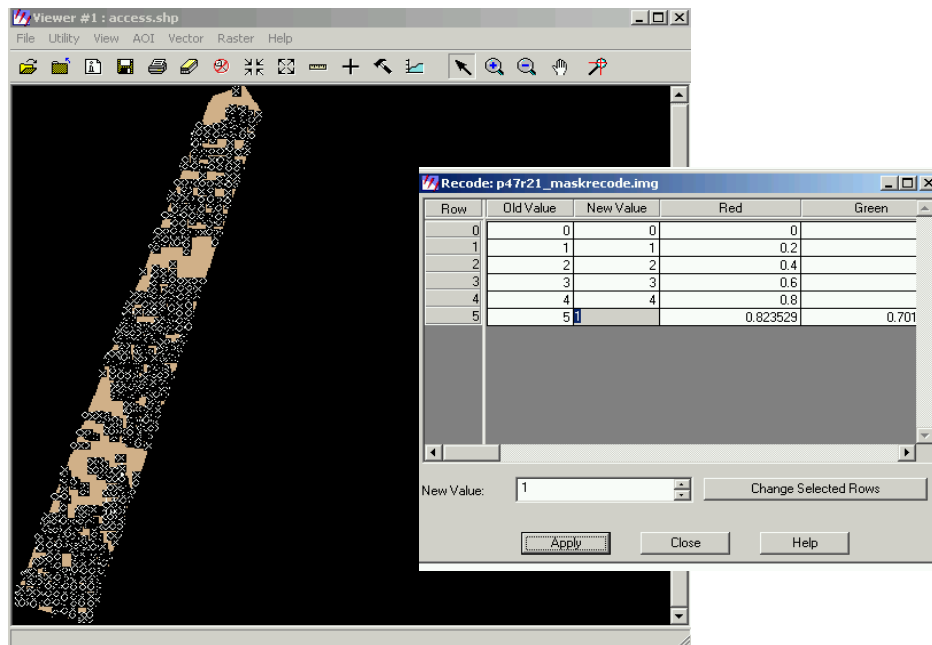 Viewer #1 : access.shp
File Utility View AOI Vector Raster Help
Recode: p47r21_maskrecode.img
Row Old Value New Value Red Green
0 0 0 0
1 1 1 0.2
2 2 2 0.4
3 3 3 0.6
4 4 4 0.8
5 5 1 0.823529 0.701
New Value: 1 Change Selected Rows
Apply Close Help